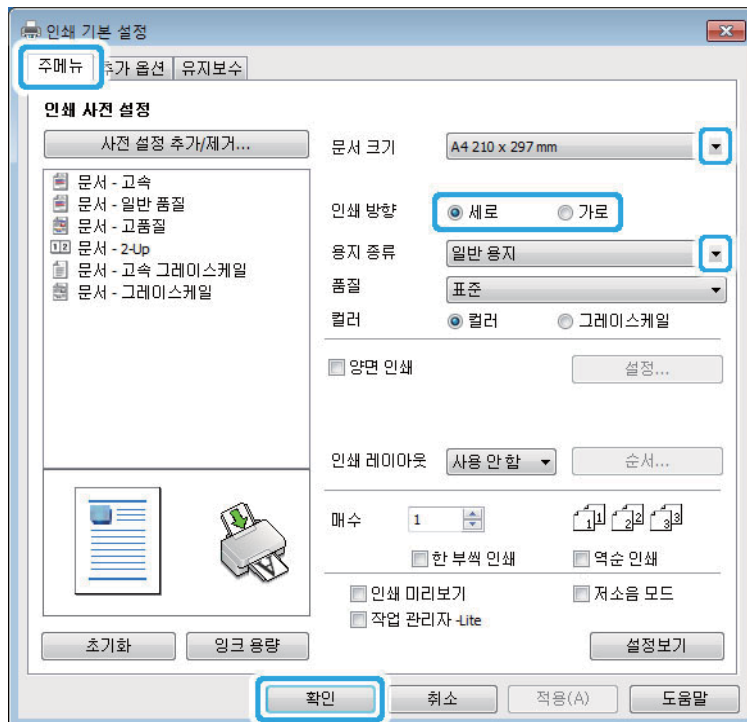 인쇄 기본 설정
주메뉴 추가 옵션 유지보수
인쇄 사전 설정
사전 설정 추가/제거...
문서 - 고속
문서 - 일반 품질
문서 - 고품질
1 2 문서 - 2-Up
문서 - 고속 그레이스케일
문서 - 그레이스케일
초기화 잉크 용량
문서 크기 A4 210 x 297 mm
인쇄 방향 세로 가로
용지 종류 일반 용지
품질 표준
컬러 컬러 그레이스케일
양면 인쇄 설정...
인쇄 레이아웃 사용 안 함 순서...
매수 1 1 1 2 2 3 3
한 부씩 인쇄 역순 인쇄
인쇄 미리보기 저소음 모드
작업 관리자 -Lite
설정보기
확인 취소 적용(A) 도움말